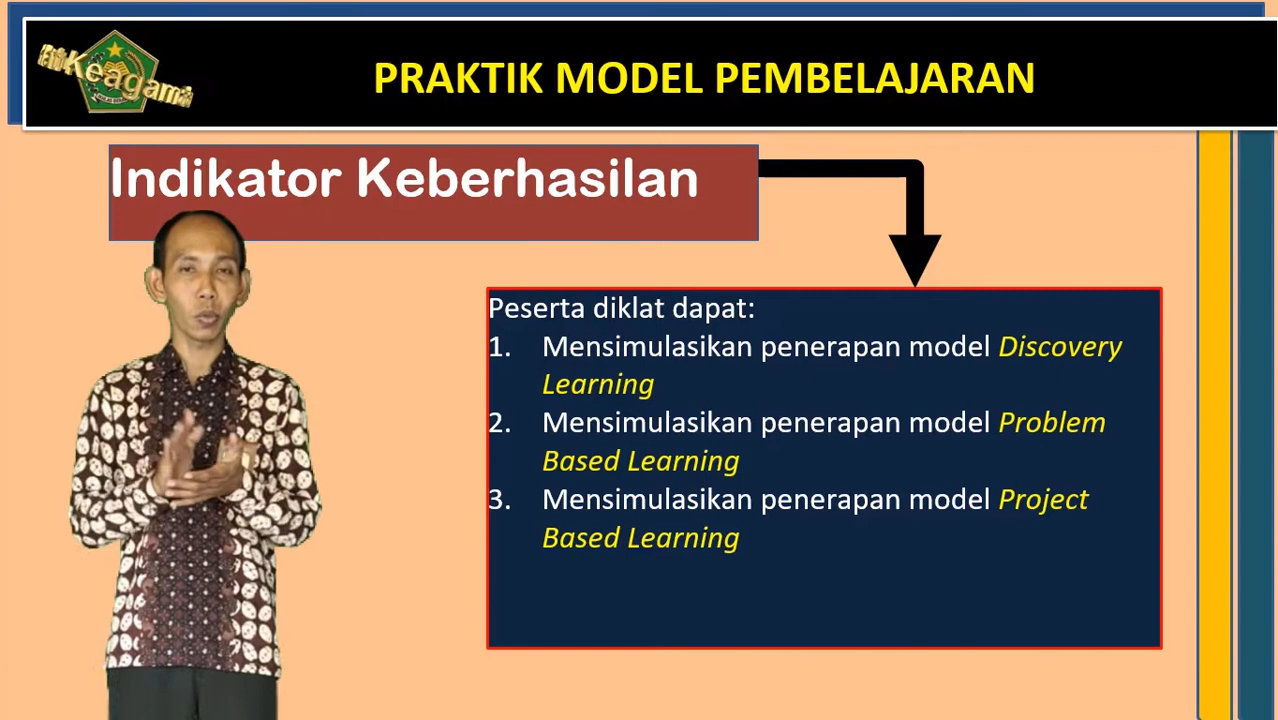 PRAKTIK MODEL PEMBELAJARAN
Indikator Keberhasilan
Peserta diklat dapat:
1. Mensimulasikan penerapan model Discovery
Learning
2. Mensimulasikan penerapan model Problem
Based Learning
3. Mensimulasikan penerapan model Project
Based Learning